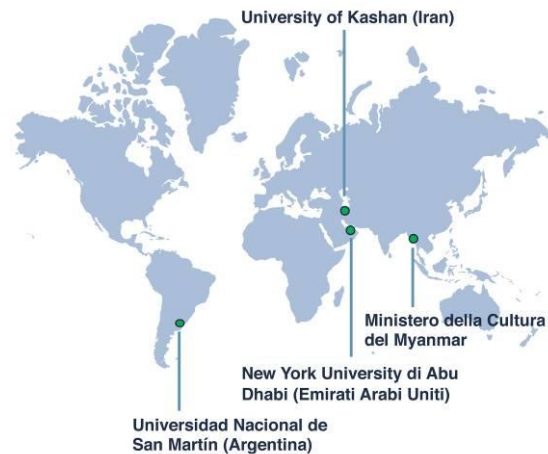 University of Kashan (Iran)
Ministero della Cultura
del Myanmar
New York University di Abu
Dhabi (Emirati Arabi Uniti)
Universidad Nacional de
San Martín (Argentina)